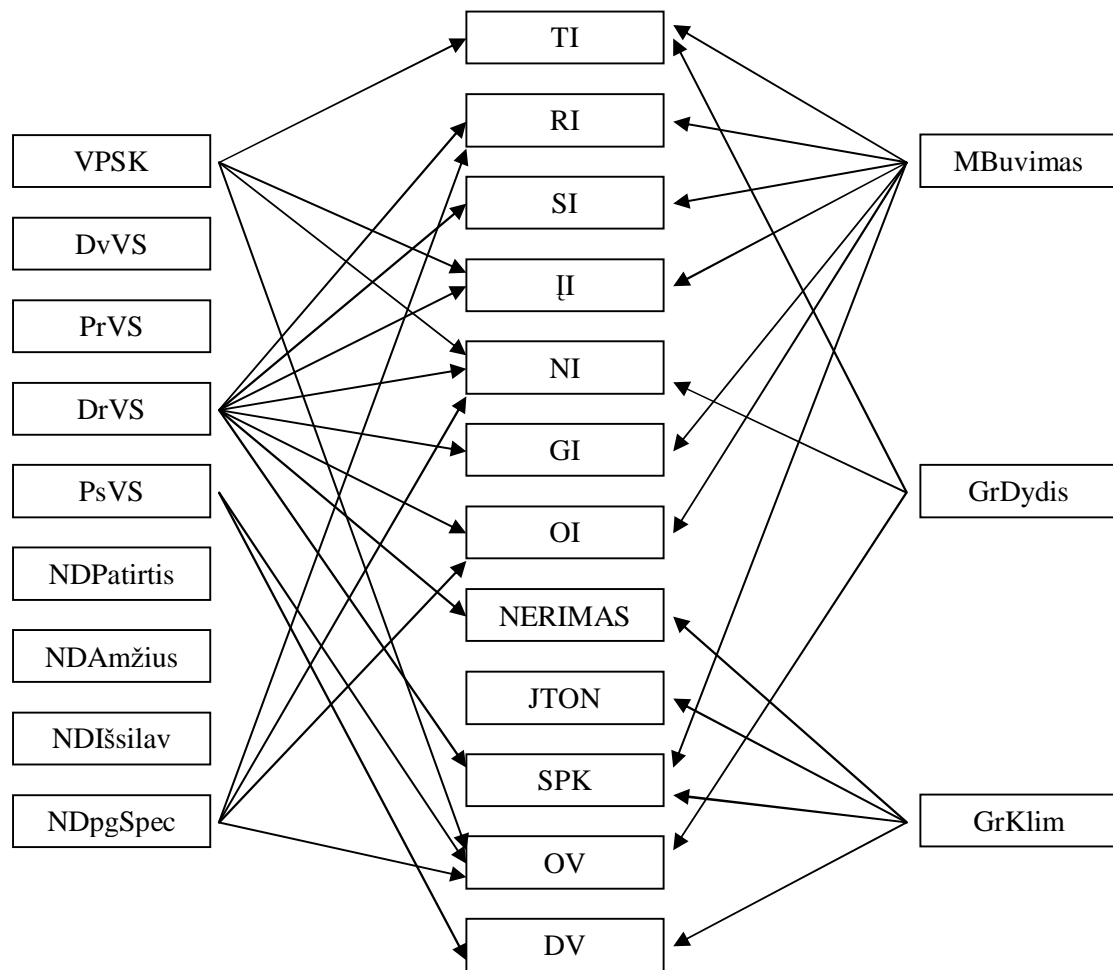 TI
RI
VPSK
MBuvimas
SI
DvVS
ĮI
PrVS
NI
DrVS
GI
PsVS
GrDydis
OI
NDPatirtis
NERIMAS
NDAmžius
JTON
NDIšsilav
SPK
NDpgSpec
GrKlim
OV
DV